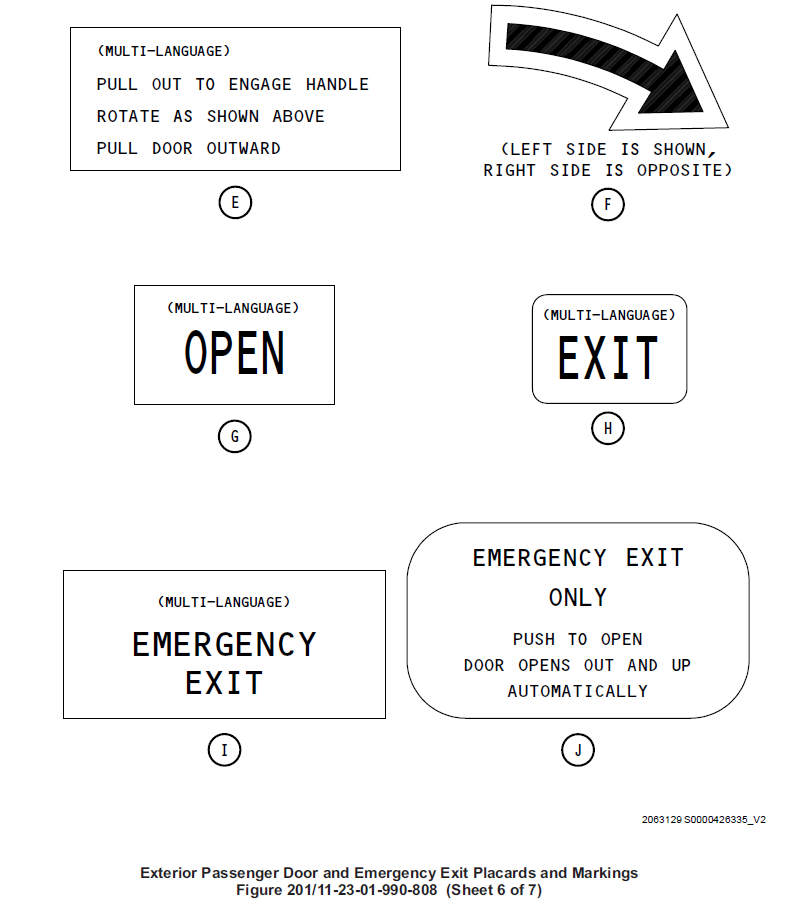 (MULTI-LANGUAGE)
PULL OUT TO ENGAGE HANDLE
ROTATE AS SHOWN ABOVE
PULL DOOR OUTWARD
E
(LEFT SIDE IS SHOWN,
RIGHT SIDE IS OPPOSITE)
F
(MULTI-LANGUAGE)
OPEN
G
(MULTI-LANGUAGE)
EXIT
H
(MULTI-LANGUAGE)
EMERGENCY
EXIT
I
EMERGENCY EXIT
ONLY
PUSH TO OPEN
DOOR OPENS OUT AND UP
AUTOMATICALLY
J
2063129 S0000426335_V2
Exterior Passenger Door and Emergency Exit Placards and Markings
Figure 201/11-23-01-990-808 (Sheet 6 of 7)